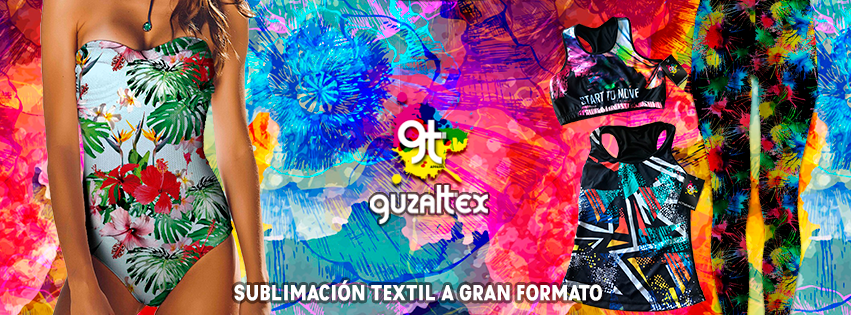 START TO MOVE
gt
guzaltex
SUBLIMACIÓN TEXTIL A GRAN FORMATO